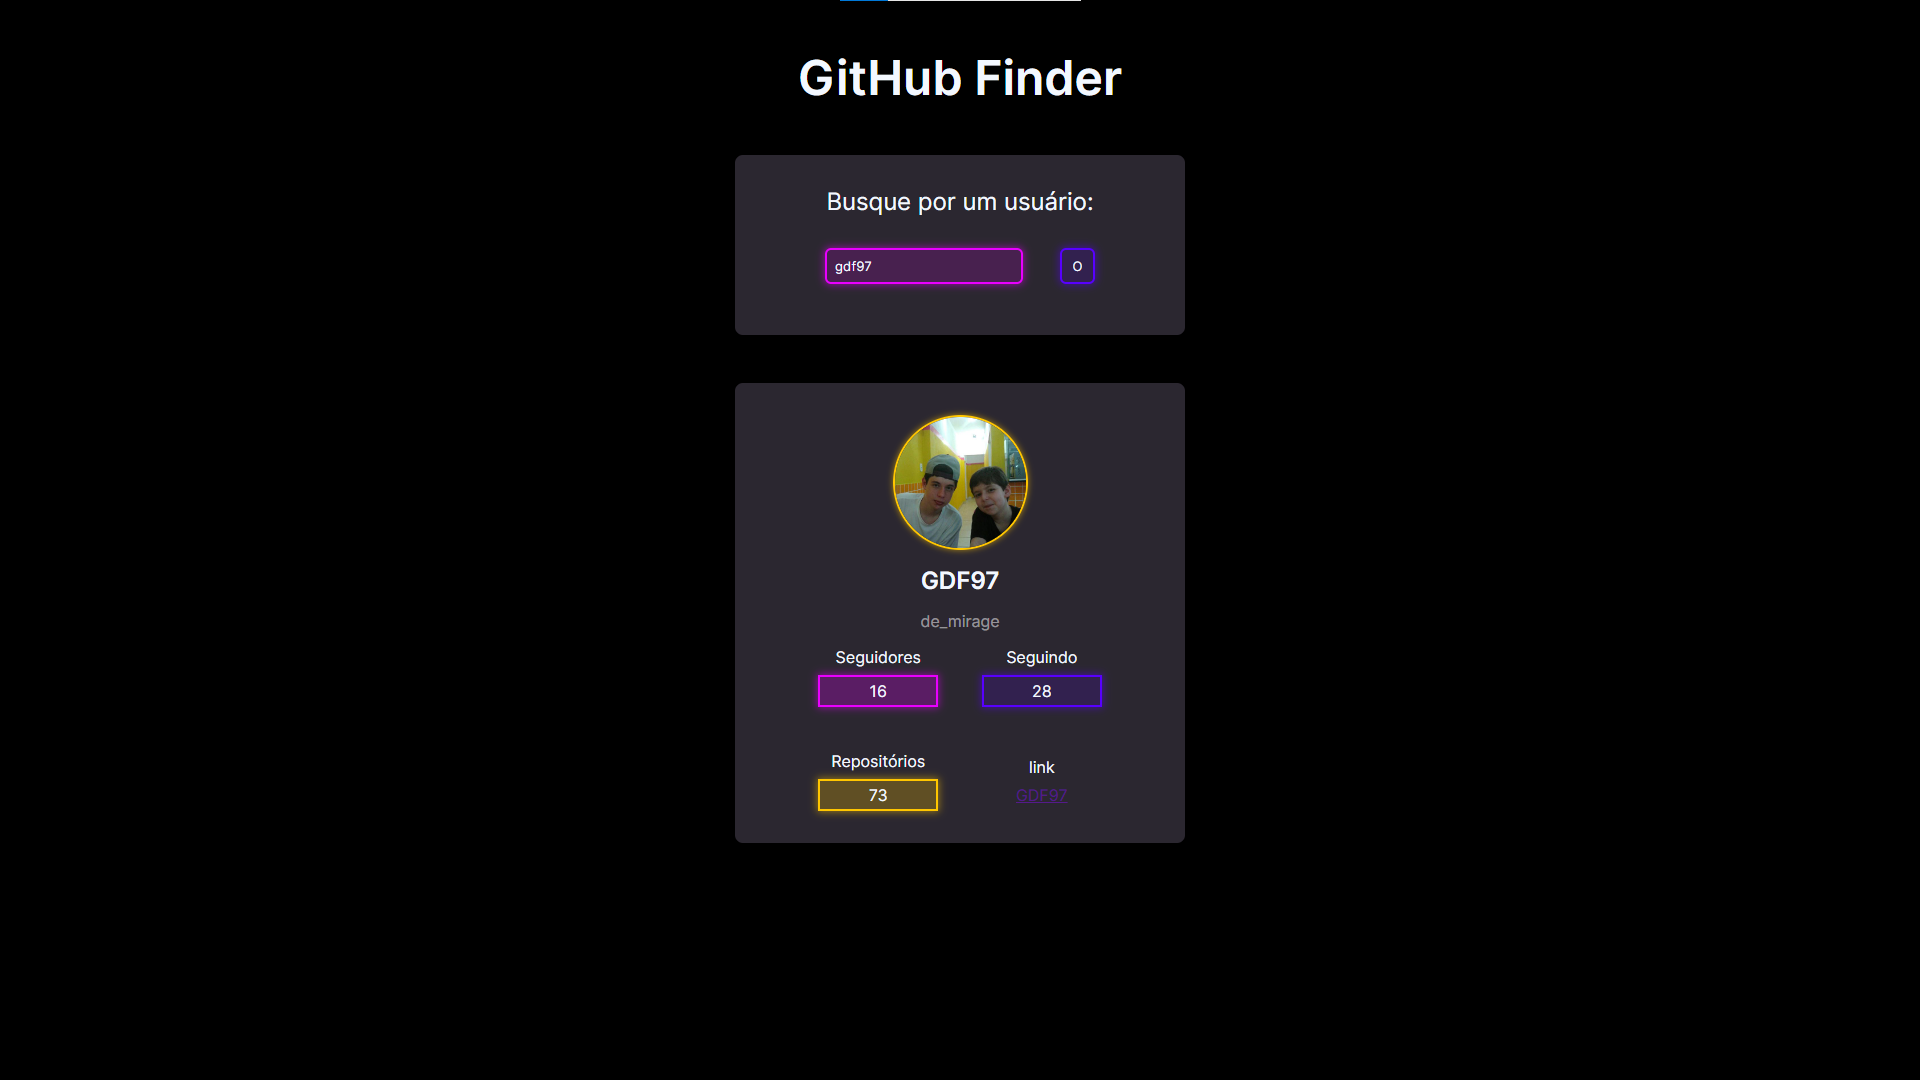 GitHub Finder
Busque por um usuário:
gdf97
O
GDF97
de_mirage
Seguidores
Seguindo
16
28
Repositórios
link
73
GDF97